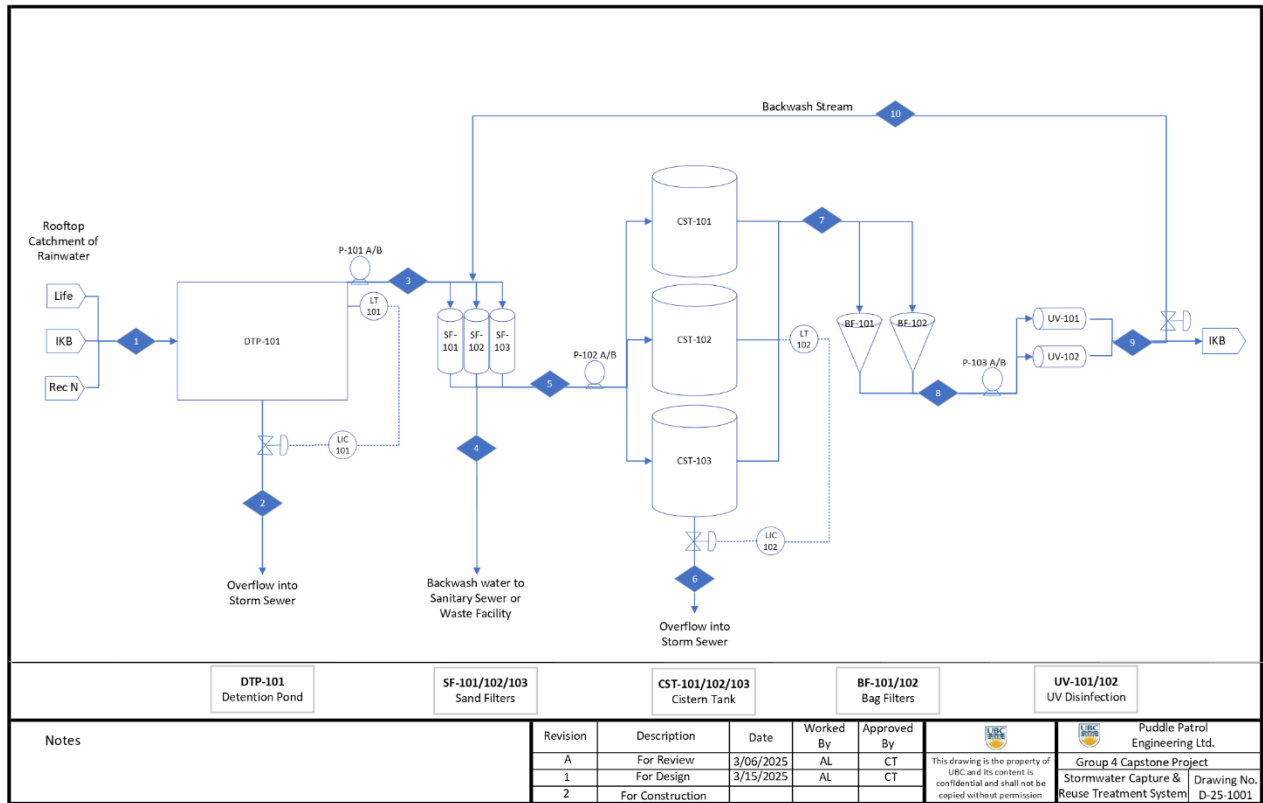 Backwash Stream
10
Rooftop
Catchment of
Rainwater
Life
IKB
Rec N
1
DTP-101
P-101 A/B
3
LT
101
LIC
101
2
Overflow into
Storm Sewer
SF-
101
SF-
102
SF-
103
4
Backwash water to
Sanitary Sewer or
Waste Facility
5
P-102 A/B
CST-101
CST-102
CST-103
LT
102
LIC
102
6
Overflow into
Storm Sewer
7
BF-101
BF-102
8
P-103 A/B
UV-101
UV-102
9
IKB
DTP-101
Detention Pond
SF-101/102/103
Sand Filters
CST-101/102/103
Cistern Tank
BF-101/102
Bag Filters
UV-101/102
UV Disinfection
Notes
Revision Description Date Worked By Approved By
A For Review 3/06/2025 AL CT
1 For Design 3/15/2025 AL CT
2 For Construction
UBC
This drawing is the property of
UBC and its content is
confidential and shall not be
copied without permission
UBC
Puddle Patrol
Engineering Ltd.
Group 4 Capstone Project
Stormwater Capture &
Reuse Treatment System
Drawing No.
D-25-1001